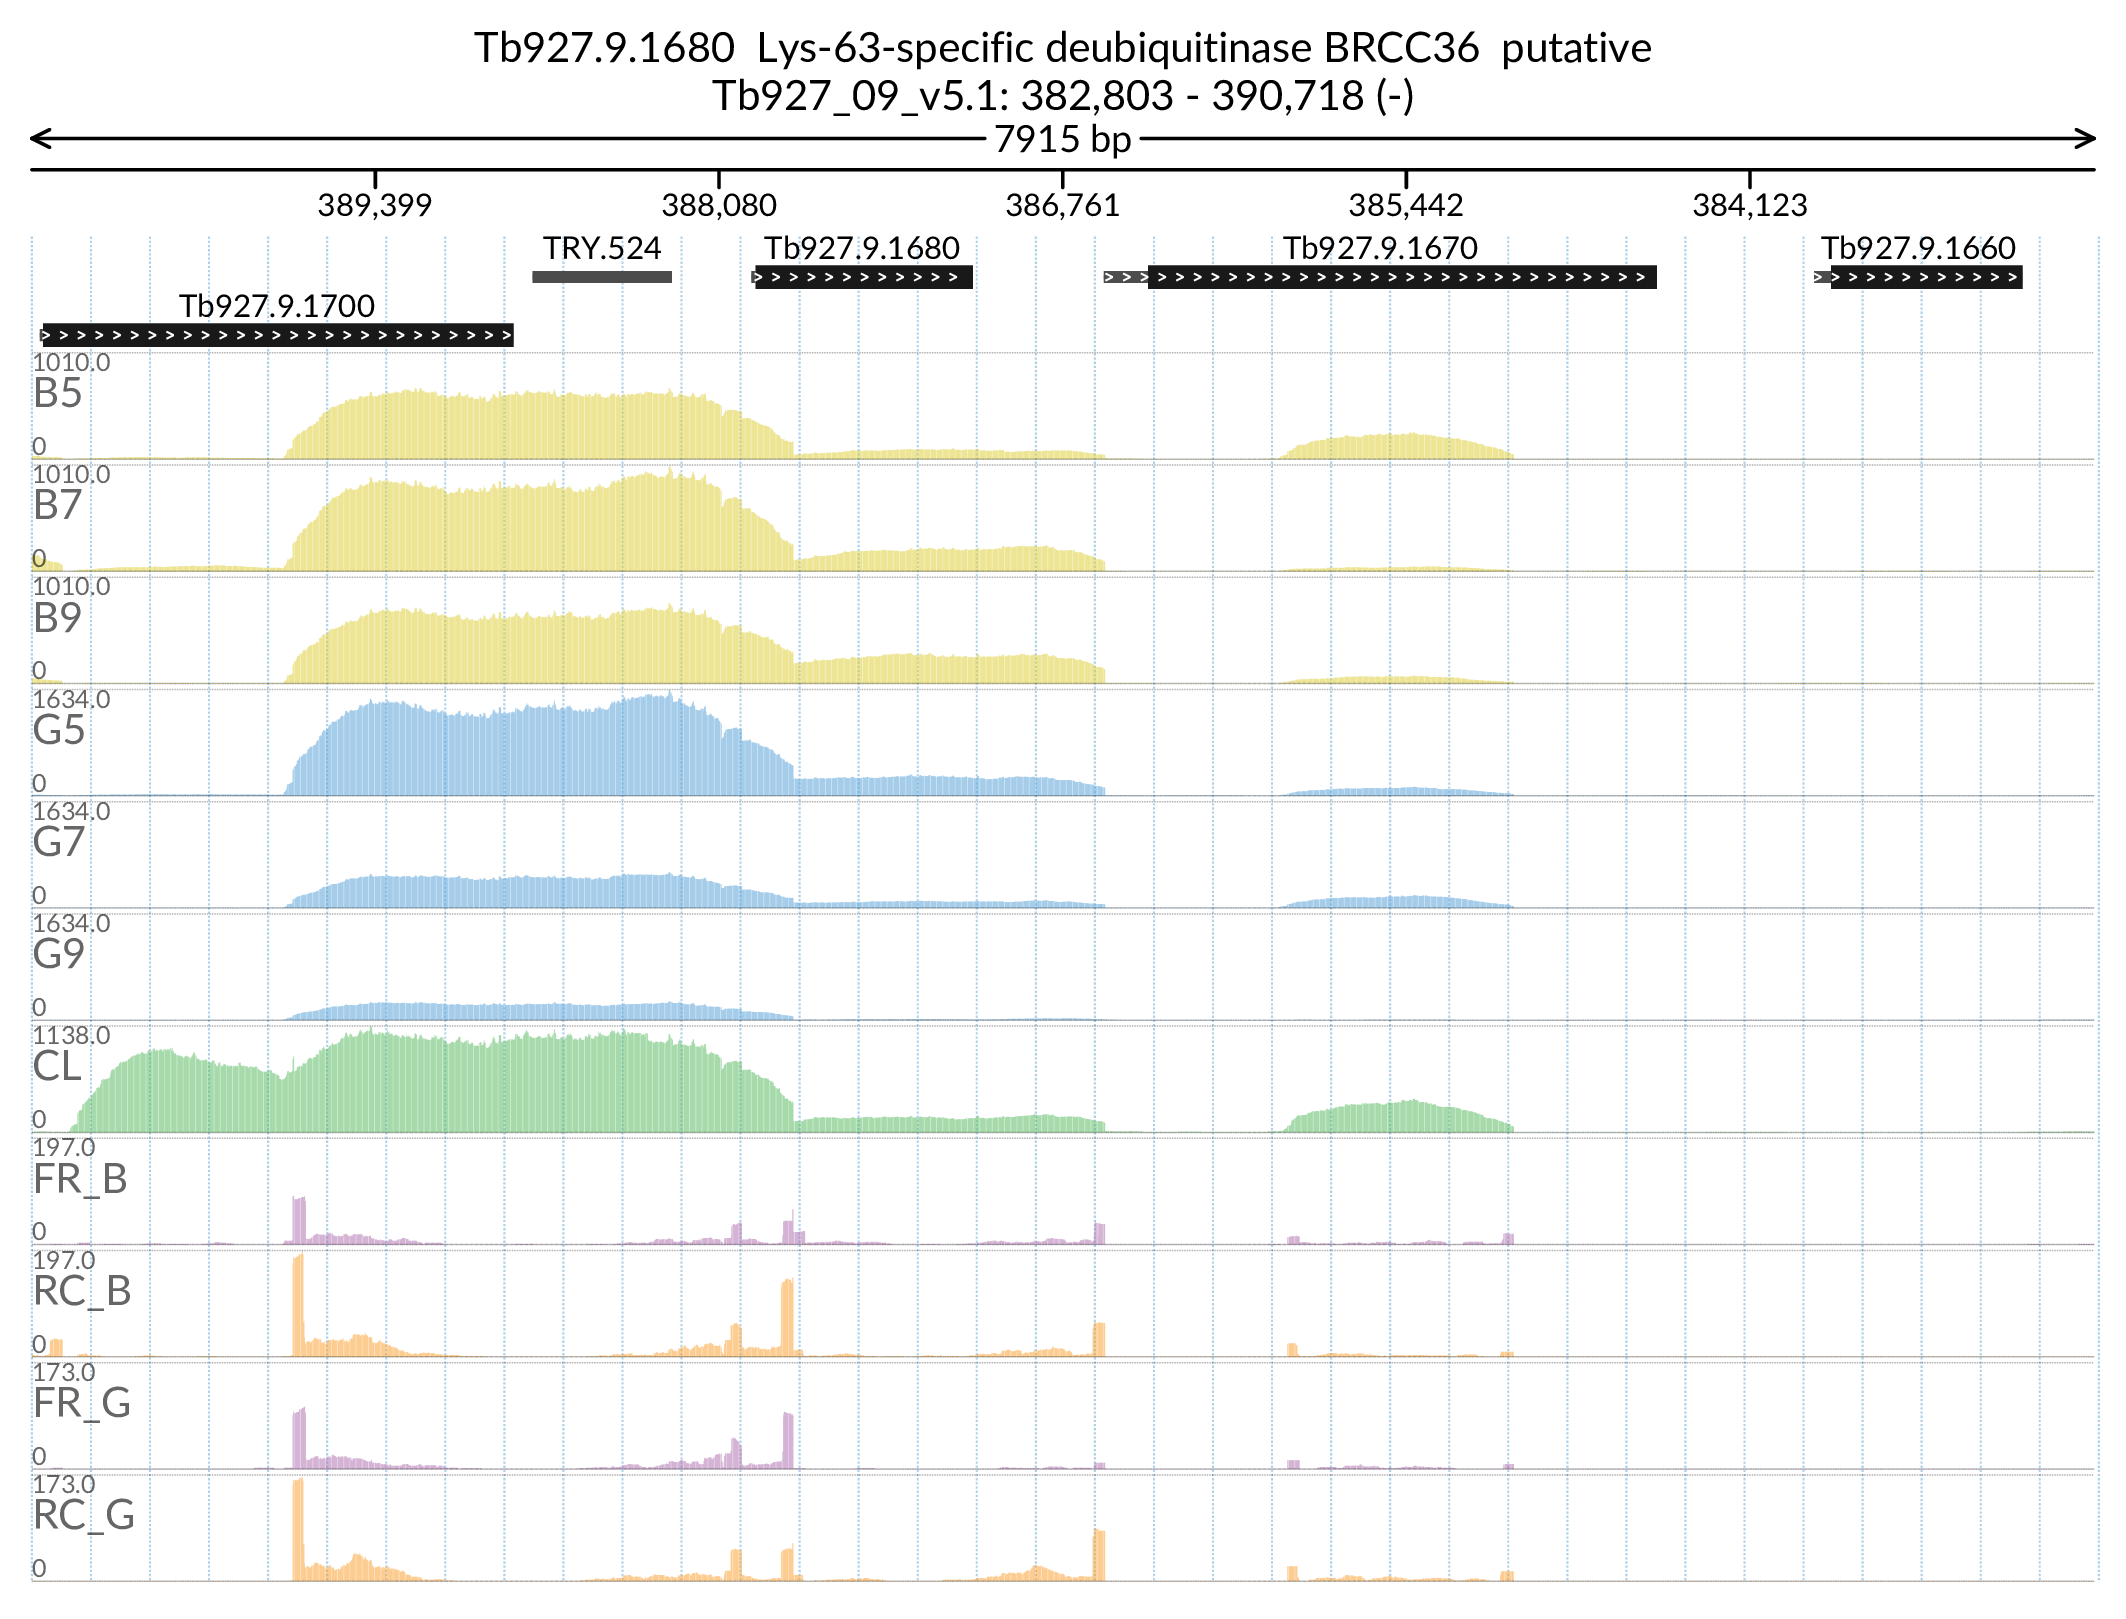 Tb927.9.1680  Lys-63-specific deubiquitinase BRCC36  putative
Tb927_09_v5.1: 382,803 - 390,718 (-)
7915 bp
389,399 388,080 386,761 385,442 384,123
TRY.524 Tb927.9.1680 Tb927.9.1670 Tb927.9.1660
Tb927.9.1700
1010.0
B5
0
1010.0
B7
0
1010.0
B9
0
1634.0
G5
0
1634.0
G7
0
1634.0
G9
0
1138.0
CL
0
197.0
FR_B
0
197.0
RC_B
0
173.0
FR_G
0
173.0
RC_G
0